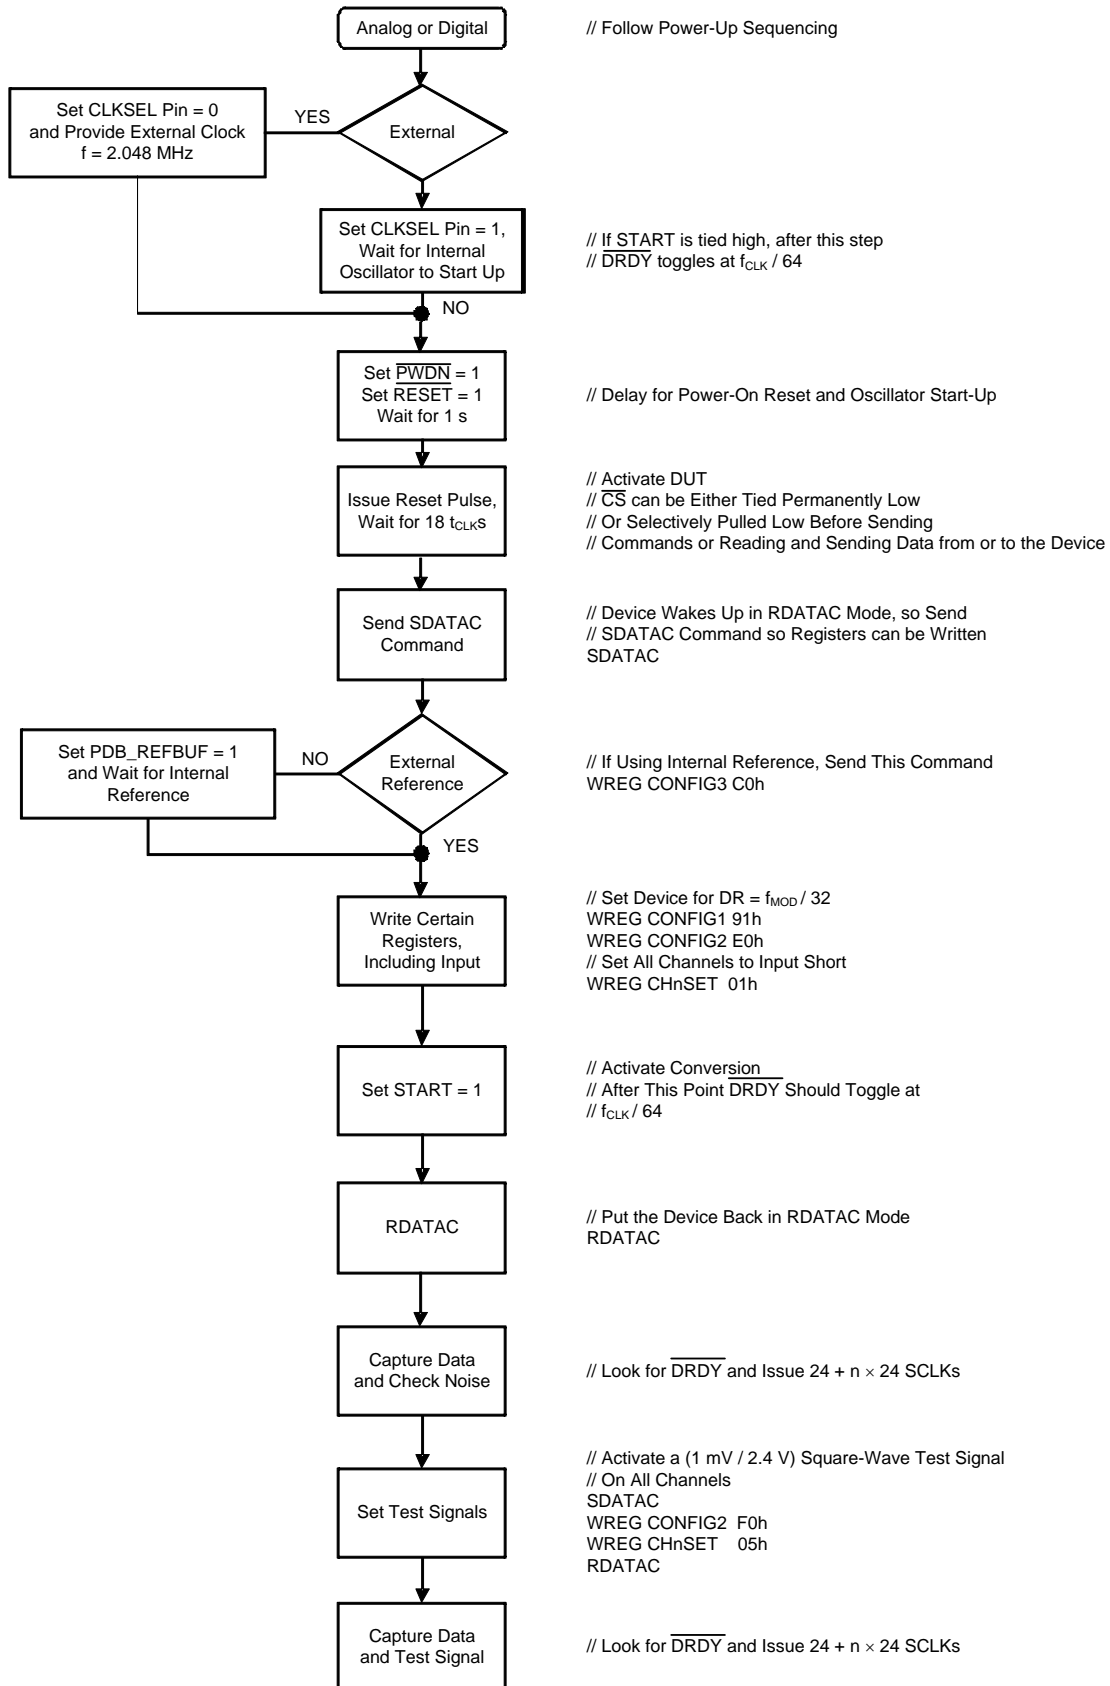 Analog or Digital
// Follow Power-Up Sequencing
Set CLKSEL Pin = 0
and Provide External Clock
f = 2.048 MHz
YES
External
Set CLKSEL Pin = 1,
Wait for Internal
Oscillator to Start Up
// If START is tied high, after this step
// DRDY toggles at fCLK / 64
NO
Set PWDN = 1
Set RESET = 1
Wait for 1 s
// Delay for Power-On Reset and Oscillator Start-Up
Issue Reset Pulse,
Wait for 18 tCLKs
// Activate DUT
// CS can be Either Tied Permanently Low
// Or Selectively Pulled Low Before Sending
// Commands or Reading and Sending Data from or to the Device
Send SDATAC
Command
// Device Wakes Up in RDATAC Mode, so Send
// SDATAC Command so Registers can be Written
SDATAC
Set PDB_REFBUF = 1
and Wait for Internal
Reference
NO
External
Reference
// If Using Internal Reference, Send This Command
WREG CONFIG3 C0h
YES
Write Certain
Registers,
Including Input
// Set Device for DR = fMOD / 32
WREG CONFIG1 91h
WREG CONFIG2 E0h
// Set All Channels to Input Short
WREG CHnSET 01h
Set START = 1
// Activate Conversion
// After This Point DRDY Should Toggle at
// fCLK / 64
RDATAC
// Put the Device Back in RDATAC Mode
RDATAC
Capture Data
and Check Noise
// Look for DRDY and Issue 24 + n × 24 SCLKs
Set Test Signals
// Activate a (1 mV / 2.4 V) Square-Wave Test Signal
// On All Channels
SDATAC
WREG CONFIG2 F0h
WREG CHnSET 05h
RDATAC
Capture Data
and Test Signal
// Look for DRDY and Issue 24 + n × 24 SCLKs